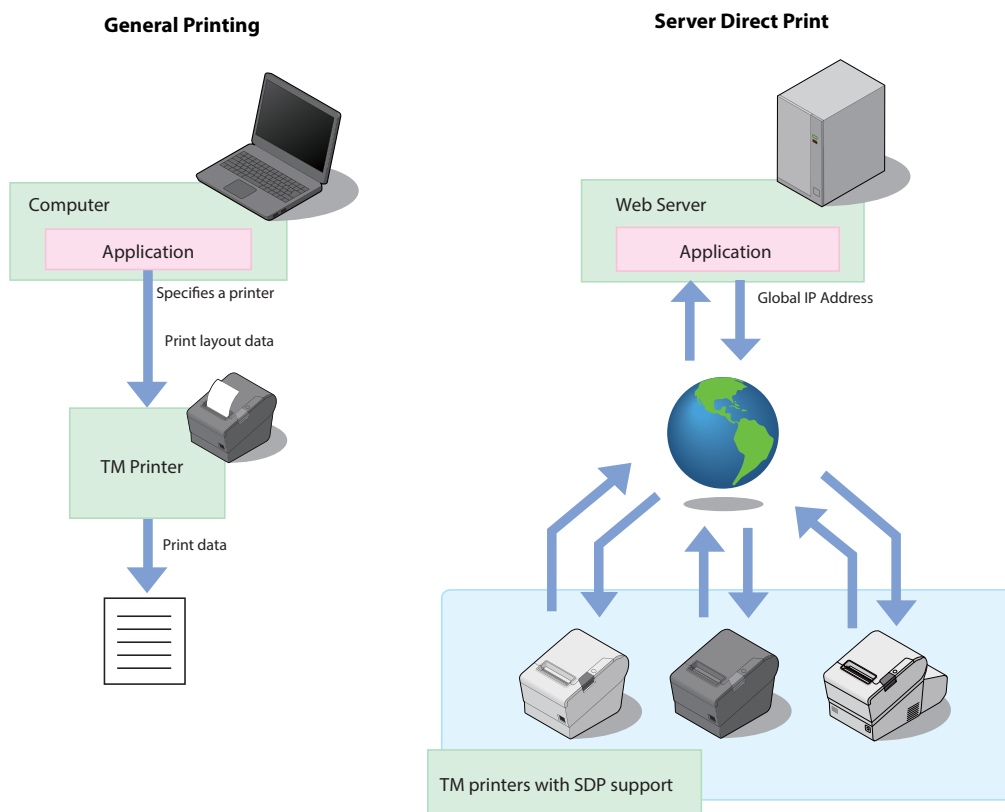 General Printing
Computer
Application
Specifies a printer
Print layout data
TM Printer
Print data
Server Direct Print
Web Server
Application
Global IP Address
TM printers with SDP support